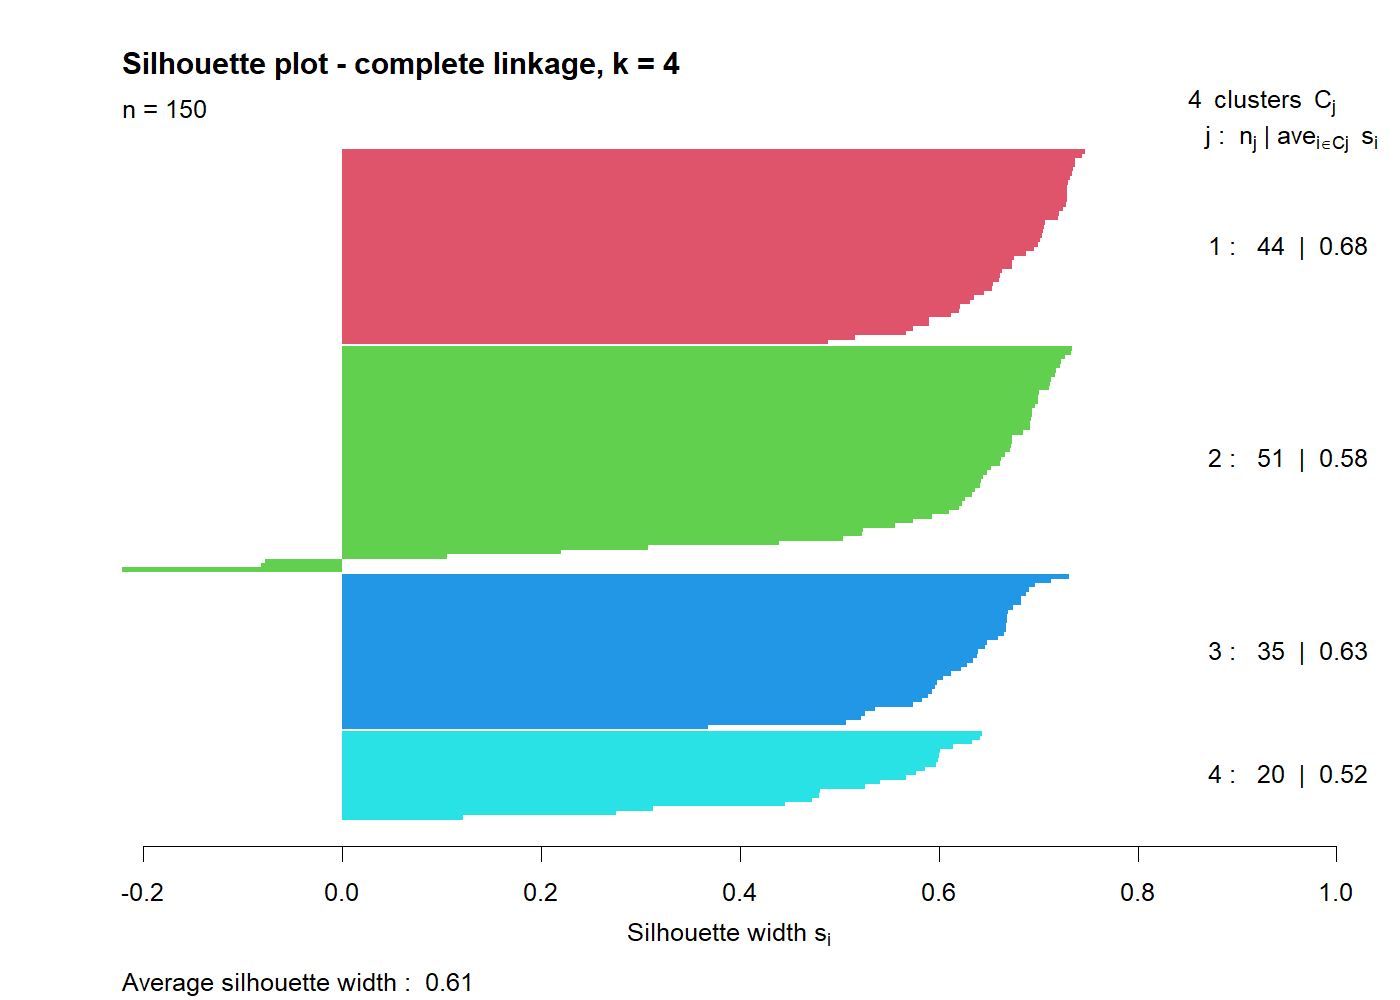 Silhouette plot - complete linkage, k = 4
n = 150
4 clusters Cj
j : nj | avei∈Cj si
1 : 44 | 0.68
2 : 51 | 0.58
3 : 35 | 0.63
4 : 20 | 0.52
-0.2 0.0 0.2 0.4 0.6 0.8 1.0
Silhouette width si
Average silhouette width : 0.61